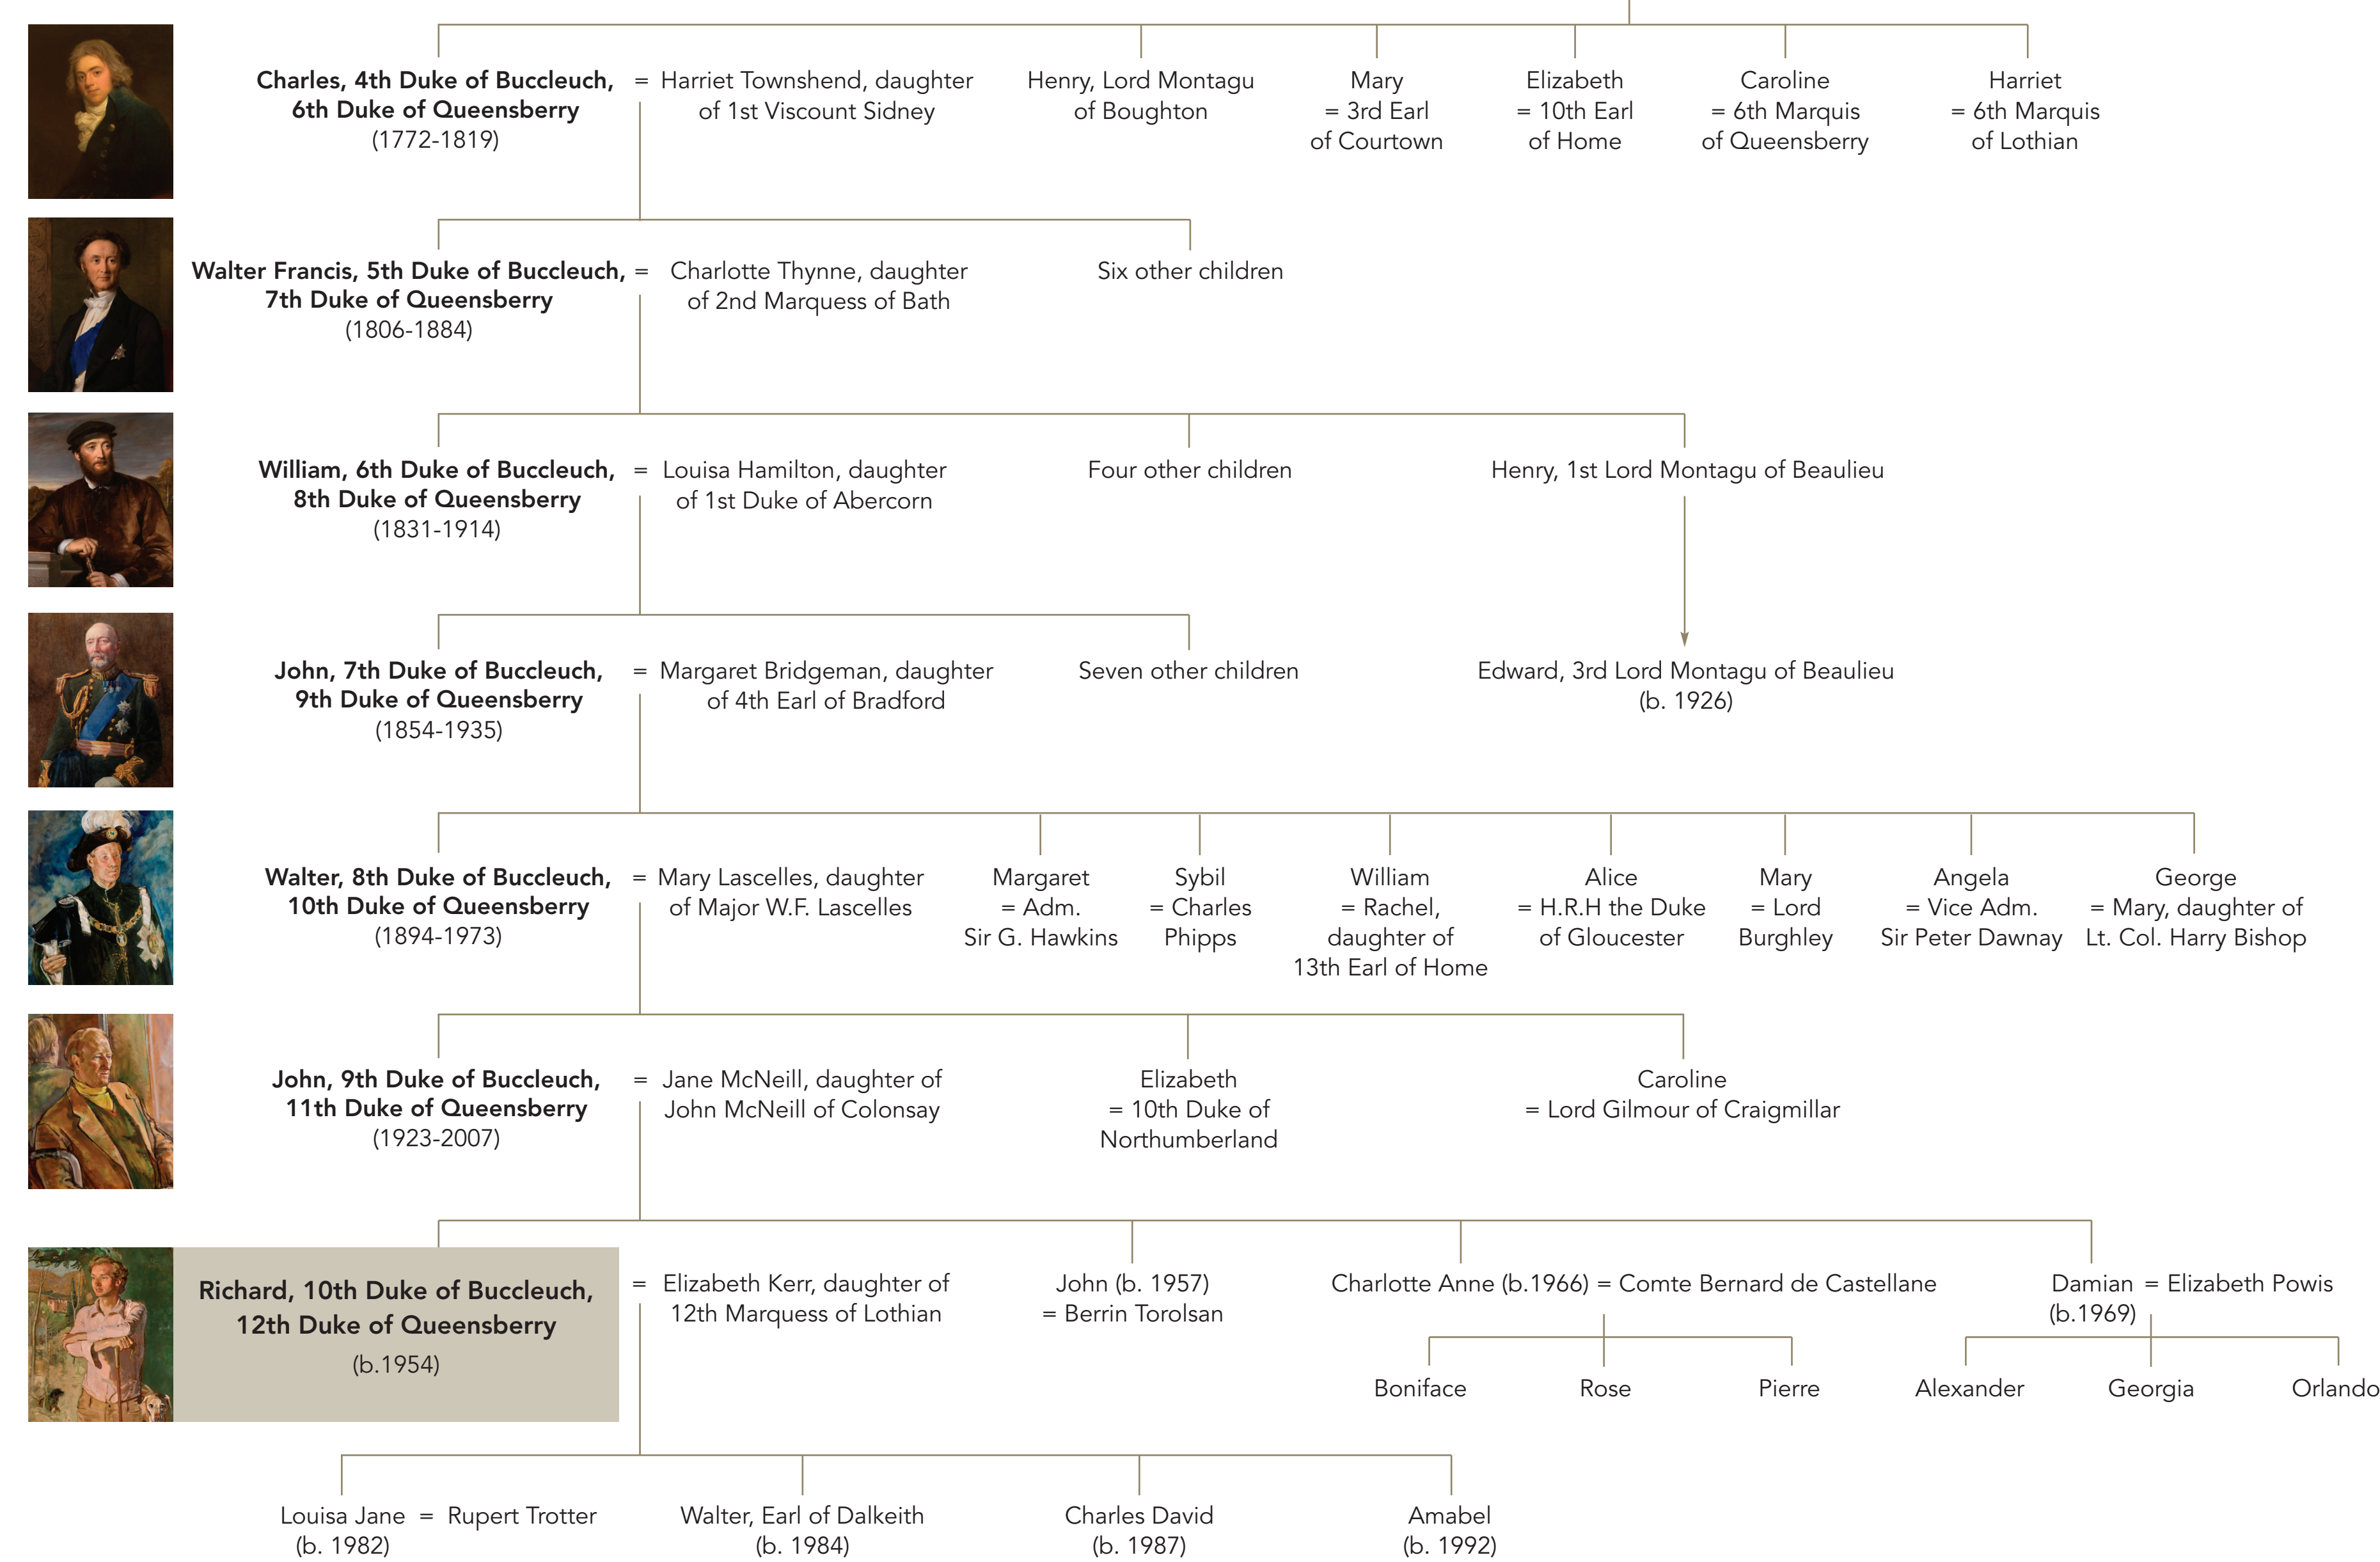 Charles, 4th Duke of Buccleuch,
6th Duke of Queensberry
(1772-1819)
= Harriet Townshend, daughter
of 1st Viscount Sidney
Henry, Lord Montagu
of Boughton
Mary
= 3rd Earl
of Courtown
Elizabeth
= 10th Earl
of Home
Caroline
= 6th Marquis
of Queensberry
Harriet
= 6th Marquis
of Lothian
Walter Francis, 5th Duke of Buccleuch,
7th Duke of Queensberry
(1806-1884)
= Charlotte Thynne, daughter
of 2nd Marquess of Bath
Six other children
William, 6th Duke of Buccleuch,
8th Duke of Queensberry
(1831-1914)
= Louisa Hamilton, daughter
of 1st Duke of Abercorn
Four other children
Henry, 1st Lord Montagu of Beaulieu
John, 7th Duke of Buccleuch,
9th Duke of Queensberry
(1854-1935)
= Margaret Bridgeman, daughter
of 4th Earl of Bradford
Seven other children
Edward, 3rd Lord Montagu of Beaulieu
(b. 1926)
Walter, 8th Duke of Buccleuch,
10th Duke of Queensberry
(1894-1973)
= Mary Lascelles, daughter
of Major W.F. Lascelles
Margaret
= Adm.
Sir G. Hawkins
Sybil
= Charles
Phipps
William
= Rachel,
daughter of
13th Earl of Home
Alice
= H.R.H the Duke
of Gloucester
Mary
= Lord
Burghley
Angela
= Vice Adm.
Sir Peter Dawnay
George
= Mary, daughter of
Lt. Col. Harry Bishop
John, 9th Duke of Buccleuch,
11th Duke of Queensberry
(1923-2007)
= Jane McNeill, daughter of
John McNeill of Colonsay
Elizabeth
= 10th Duke of
Northumberland
Caroline
= Lord Gilmour of Craigmillar
Richard, 10th Duke of Buccleuch,
12th Duke of Queensberry
(b.1954)
= Elizabeth Kerr, daughter of
12th Marquess of Lothian
John (b. 1957)
= Berrin Torolsan
Charlotte Anne (b.1966) = Comte Bernard de Castellane
Damian = Elizabeth Powis
(b.1969)
Boniface
Rose
Pierre
Alexander
Georgia
Orlando
Louisa Jane = Rupert Trotter
(b. 1982)
Walter, Earl of Dalkeith
(b. 1984)
Charles David
(b. 1987)
Amabel
(b. 1992)